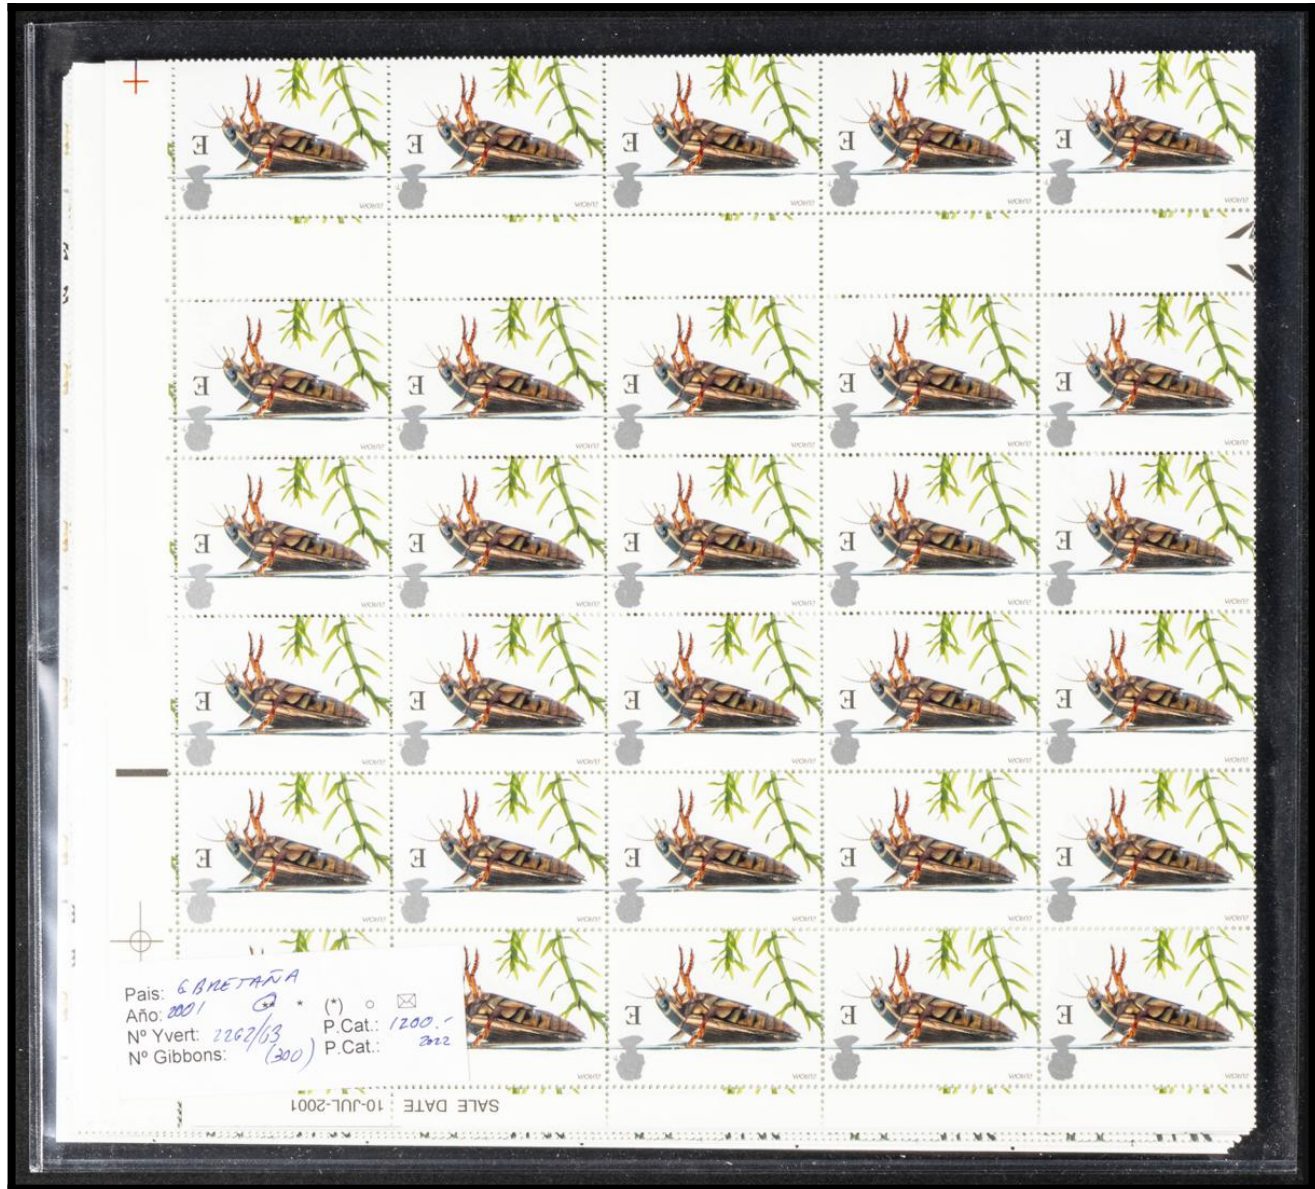 E E E E E
E E E E E
E E E E E
E E E E E
E E E E E
E E E
Pais: G BRETAÑA
Año: 2001 ** * (*) ○ ✉
Nº Yvert: 2262/63 P.Cat.: 1200.-
Nº Gibbons: (300) P.Cat.: 2022
SALE DATE 10-JUL-2001